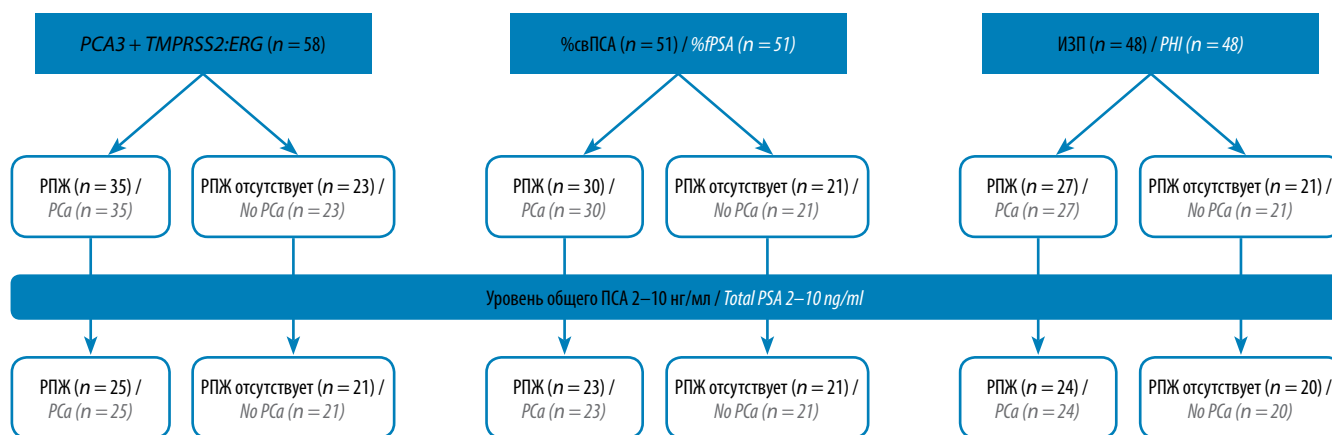 PCA3 + TMPRSS2:ERG (n = 58)
%свПСА (n = 51) / %fPSA (n = 51)
ИЗП (n = 48) / PHI (n = 48)
РПЖ (n = 35) /
PCa (n = 35)
РПЖ отсутствует (n = 23) /
No PCa (n = 23)
РПЖ (n = 30) /
PCa (n = 30)
РПЖ отсутствует (n = 21) /
No PCa (n = 21)
РПЖ (n = 27) /
PCa (n = 27)
РПЖ отсутствует (n = 21) /
No PCa (n = 21)
Уровень общего ПСА 2–10 нг/мл / Total PSA 2–10 ng/ml
РПЖ (n = 25) /
PCa (n = 25)
РПЖ отсутствует (n = 21) /
No PCa (n = 21)
РПЖ (n = 23) /
PCa (n = 23)
РПЖ отсутствует (n = 21) /
No PCa (n = 21)
РПЖ (n = 24) /
PCa (n = 24)
РПЖ отсутствует (n = 20) /
No PCa (n = 20)